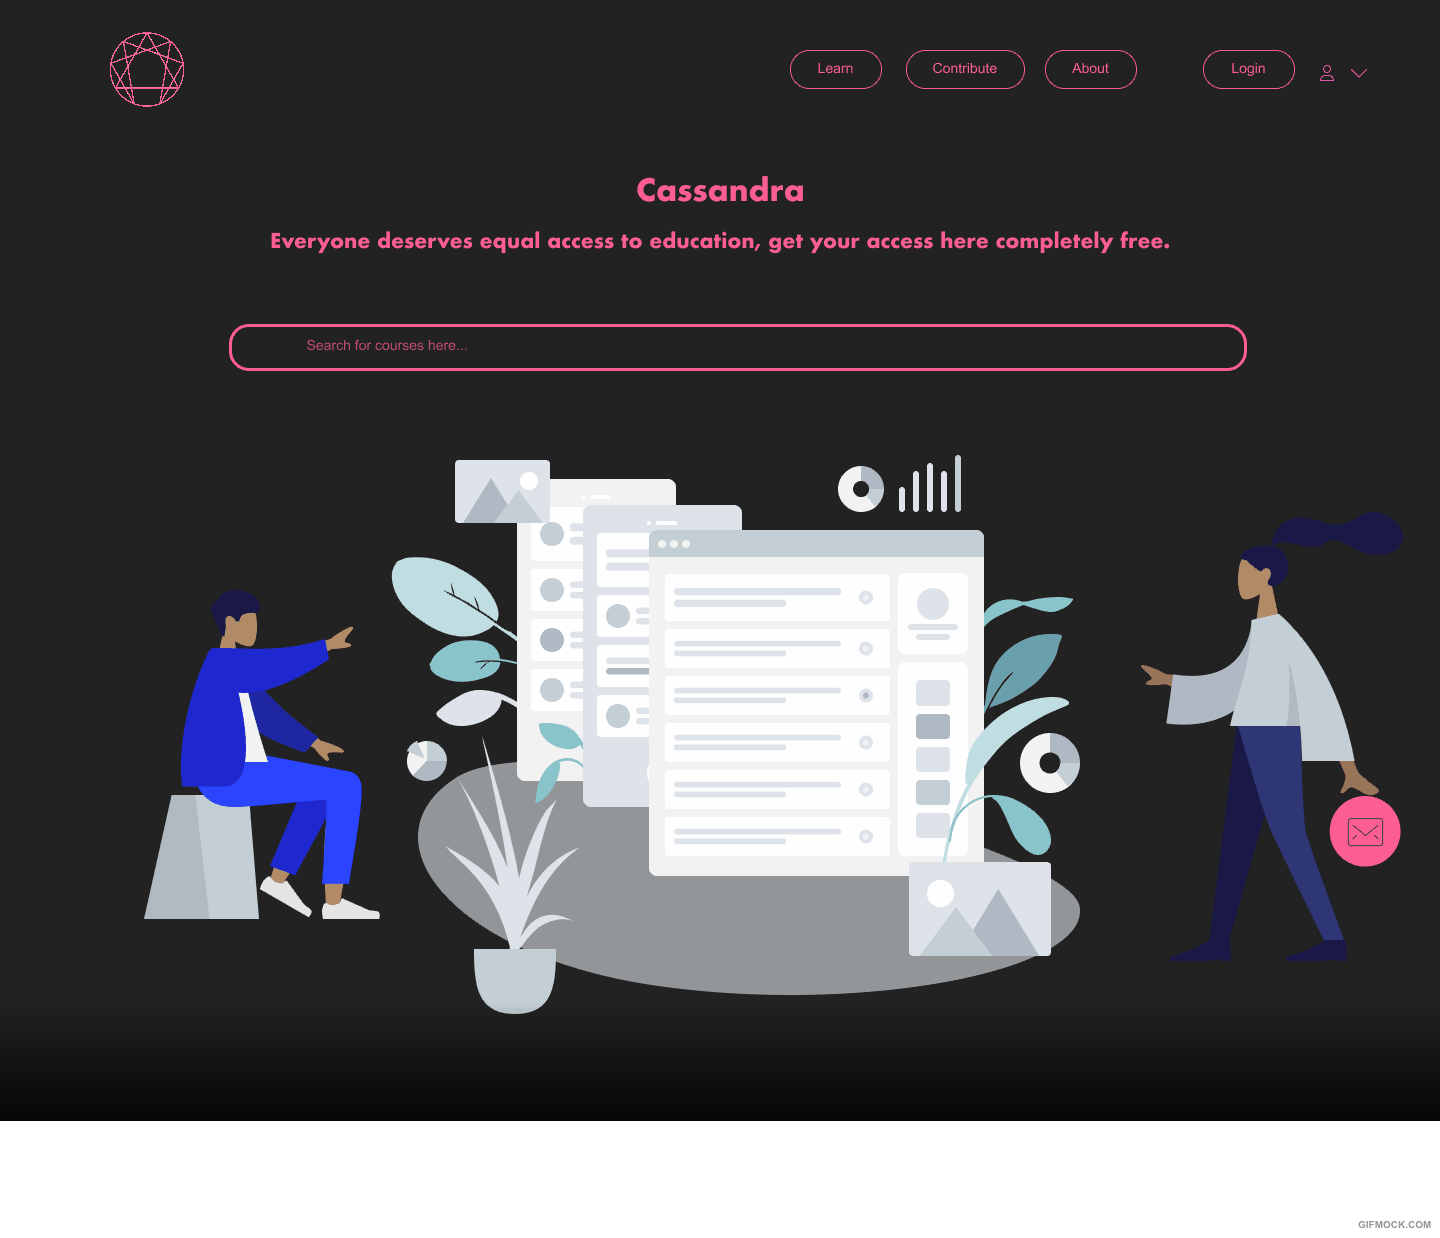 Learn
Contribute
About
Login
Cassandra
Everyone deserves equal access to education, get your access here completely free.
Search for courses here...
GIFMOCK.COM